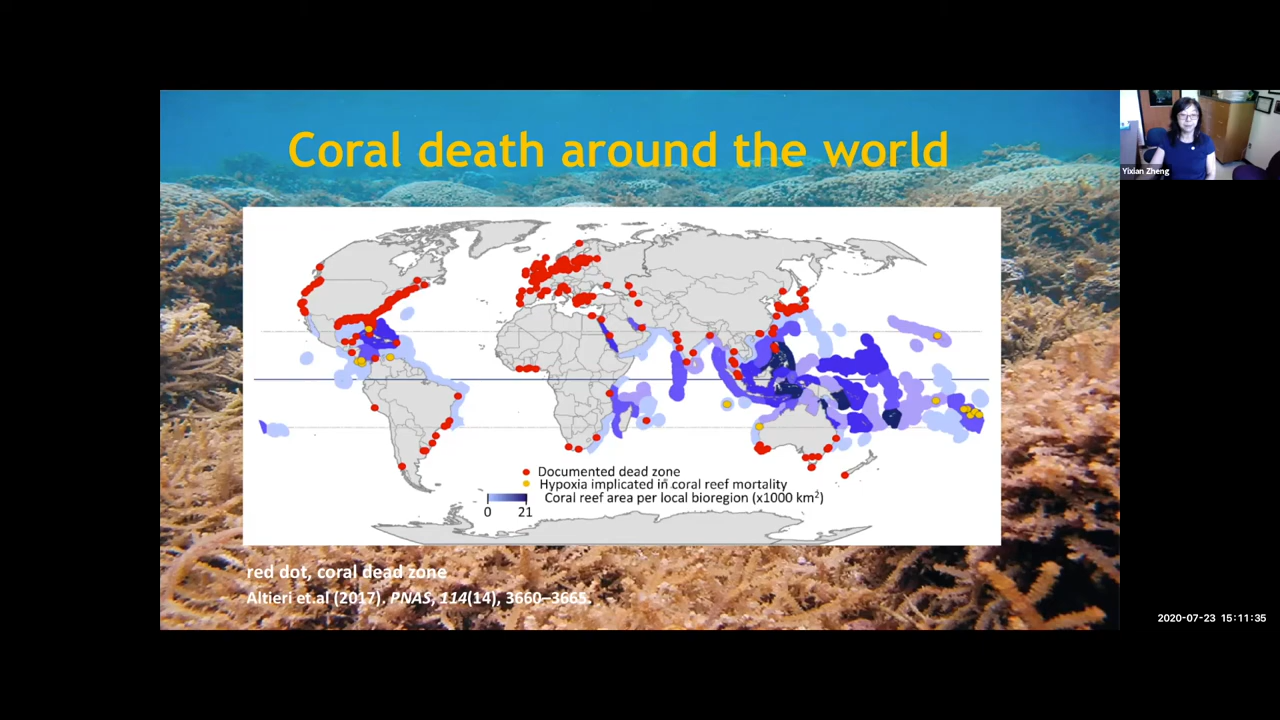 Coral death around the world
Yixian Zheng
Documented dead zone
Hypoxia implicated in coral reef mortality
Coral reef area per local bioregion (x1000 km²)
0 21
red dot, coral dead zone
Altieri et.al (2017). PNAS, 114(14), 3660–3665.
2020-07-23 15:11:35